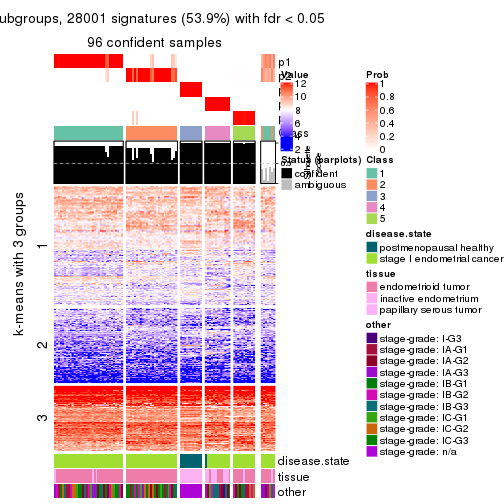 ubgroups, 28001 signatures (53.9%) with fdr < 0.05
96 confident samples
p1
Value
12
10
8
6
4
2
Prob
1
0.8
0.6
0.4
0.2
0
Status (barplots)
confident
ambiguous
Class
1
2
3
4
5
disease.state
postmenopausal healthy
stage I endometrial cancer
tissue
endometrioid tumor
inactive endometrium
papillary serous tumor
other
stage-grade: I-G3
stage-grade: IA-G1
stage-grade: IA-G2
stage-grade: IA-G3
stage-grade: IB-G1
stage-grade: IB-G2
stage-grade: IB-G3
stage-grade: IC-G1
stage-grade: IC-G2
stage-grade: IC-G3
stage-grade: n/a
k-means with 3 groups
1
2
3
disease.state
tissue
other